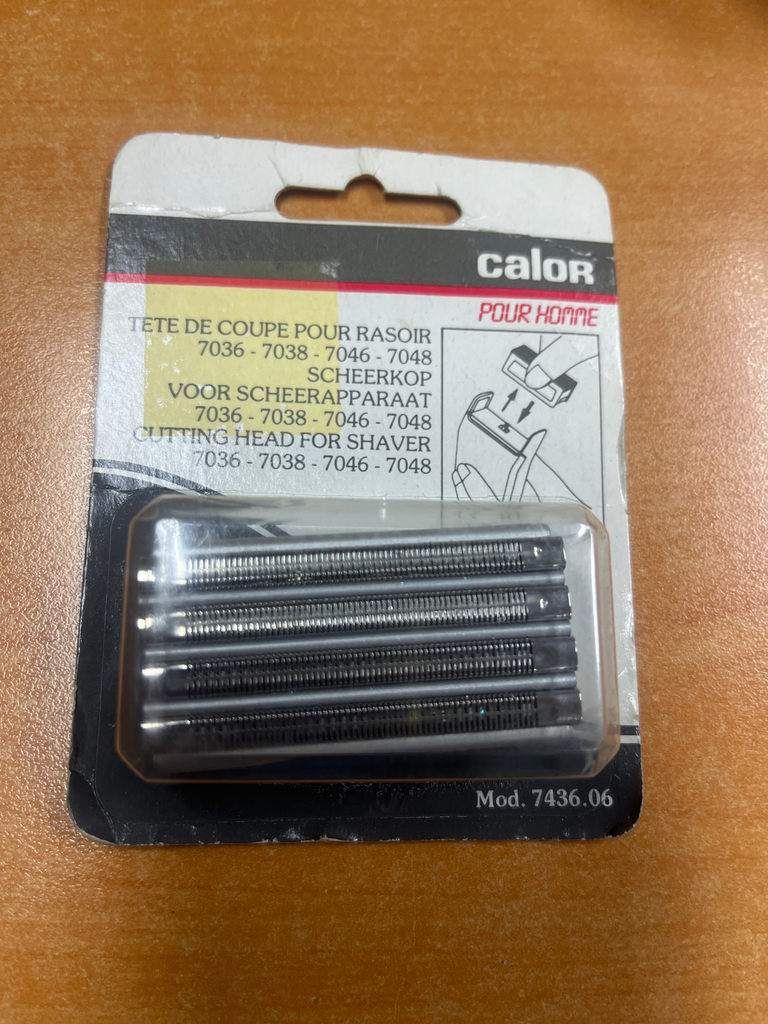 caloR
POUR HOMME
TETE DE COUPE POUR RASOIR
7036 - 7038 - 7046 - 7048
SCHEERKOP
VOOR SCHEERAPPARAAT
7036 - 7038 - 7046 - 7048
CUTTING HEAD FOR SHAVER
7036 - 7038 - 7046 - 7048
Mod. 7436.06